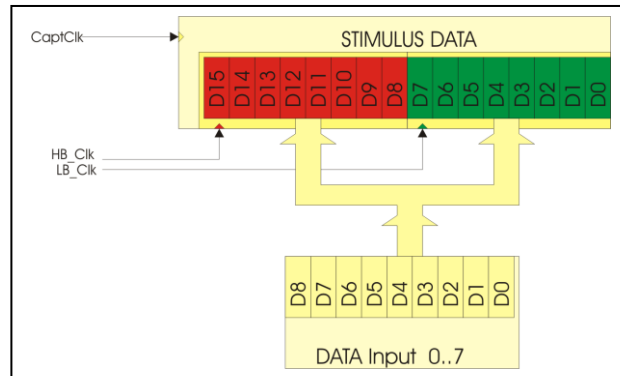 CaptClk
STIMULUS DATA
D15 D14 D13 D12 D11 D10 D9 D8 D7 D6 D5 D4 D3 D2 D1 D0
HB_Clk
LB_Clk
D8 D7 D6 D5 D4 D3 D2 D1 D0
DATA Input 0..7